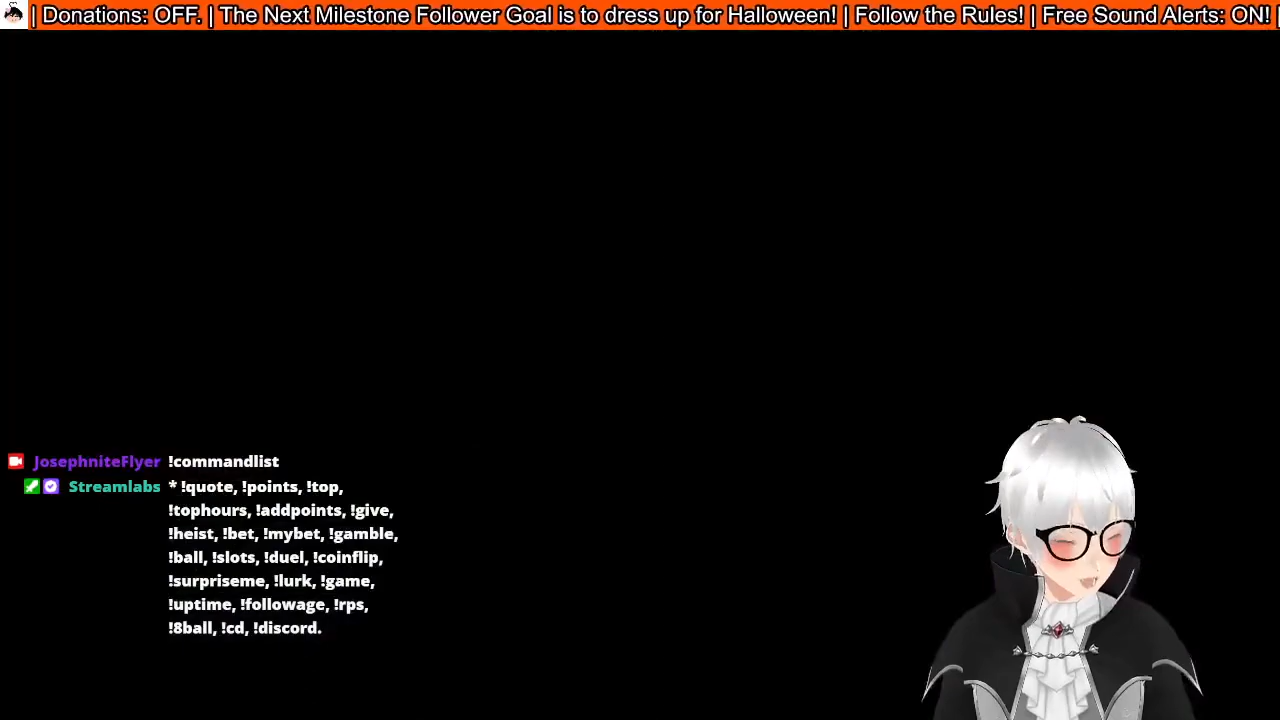 | Donations: OFF. | The Next Milestone Follower Goal is to dress up for Halloween! | Follow the Rules! | Free Sound Alerts: ON! |
JosephniteFlyer !commandlist
Streamlabs * !quote, !points, !top,
!tophours, !addpoints, !give,
!heist, !bet, !mybet, !gamble,
!ball, !slots, !duel, !coinflip,
!surpriseme, !lurk, !game,
!uptime, !followage, !rps,
!8ball, !cd, !discord.